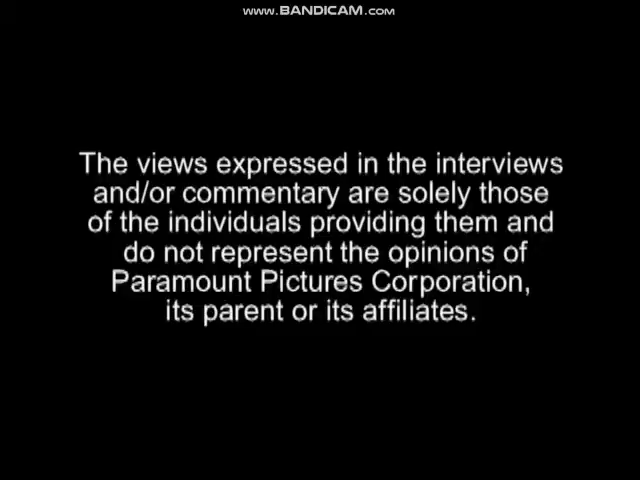 www.BANDICAM.com
The views expressed in the interviews
and/or commentary are solely those
of the individuals providing them and
do not represent the opinions of
Paramount Pictures Corporation,
its parent or its affiliates.